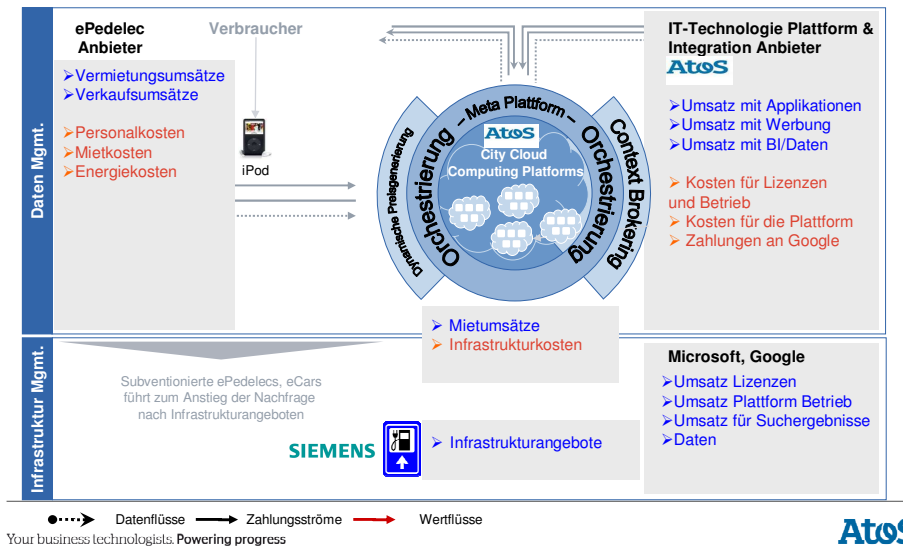 ePedelec
Anbieter
➢Vermietungsumsätze
➢Verkaufsumsätze
➢Personalkosten
➢Mietkosten
➢Energiekosten
Verbraucher
iPod
Daten Mgmt.
Dynamische Preisgenerierung
Orchestrierung
– Meta Plattform –
Orchestrierung
Context Brokering
Atos
City Cloud
Computing Platforms
IT-Technologie Plattform &
Integration Anbieter
Atos
➢Umsatz mit Applikationen
➢Umsatz mit Werbung
➢Umsatz mit BI/Daten
➢ Kosten für Lizenzen
und Betrieb
➢ Kosten für die Plattform
➢ Zahlungen an Google
➢ Mietumsätze
➢ Infrastrukturkosten
Infrastruktur Mgmt.
Subventionierte ePedelecs, eCars
führt zum Anstieg der Nachfrage
nach Infrastrukturangeboten
SIEMENS
➢ Infrastrukturangebote
Microsoft, Google
➢Umsatz Lizenzen
➢Umsatz Plattform Betrieb
➢Umsatz für Suchergebnisse
➢Daten
Datenflüsse
Zahlungsströme
Wertflüsse
Your business technologists. Powering progress
Atos